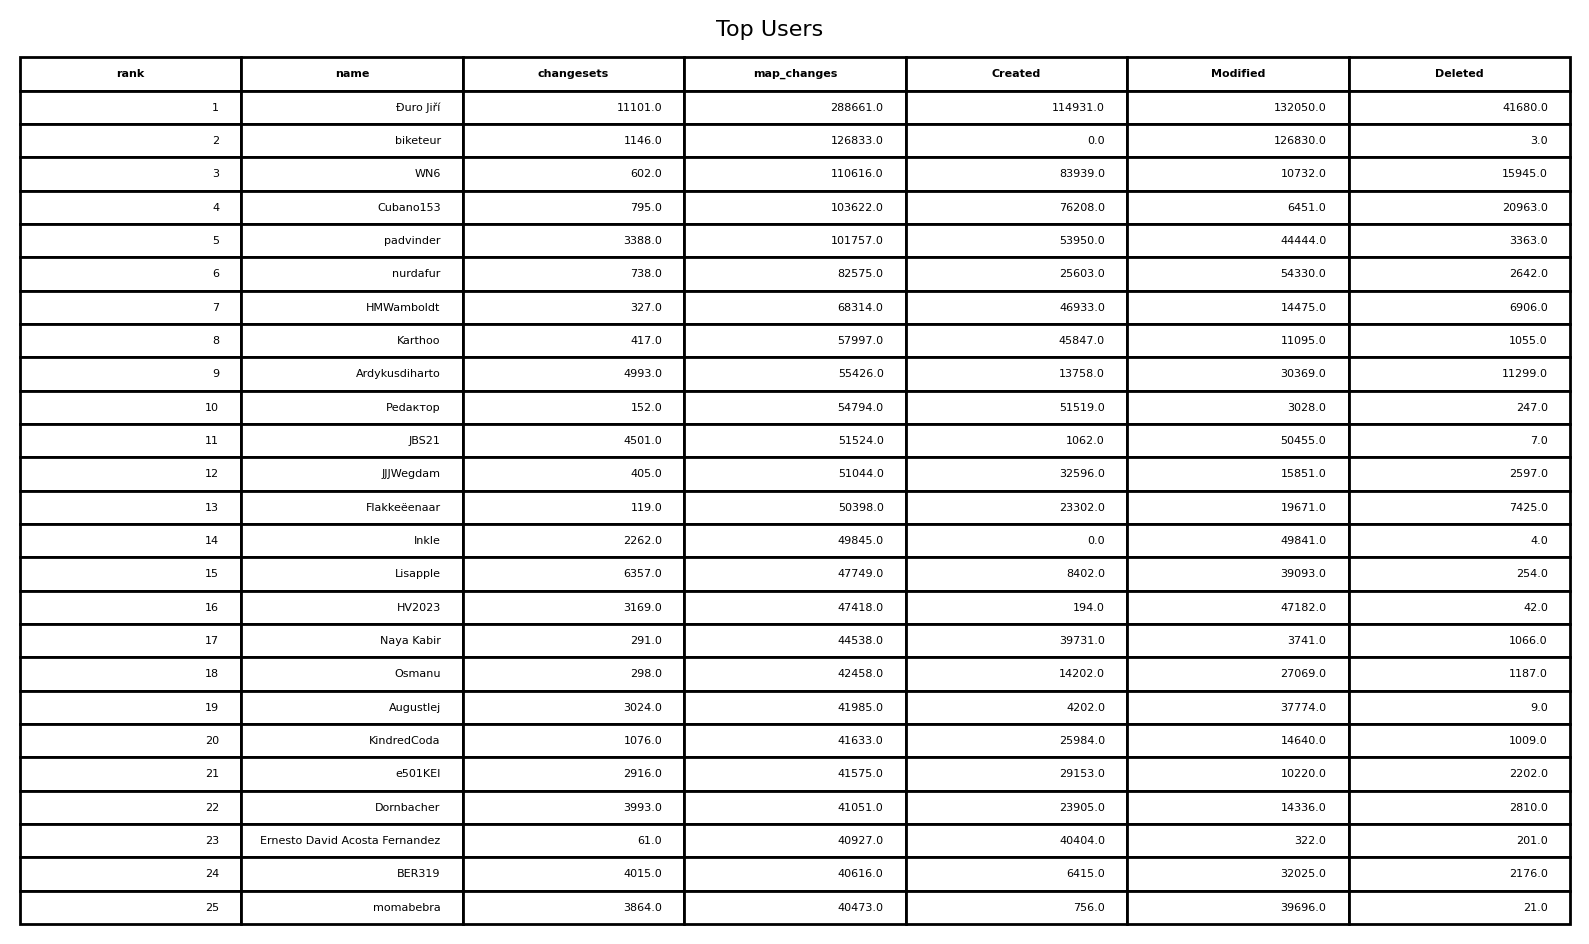 Top Users
rank name changesets map_changes Created Modified Deleted
1 Đuro Jiří 11101.0 288661.0 114931.0 132050.0 41680.0
2 biketeur 1146.0 126833.0 0.0 126830.0 3.0
3 WN6 602.0 110616.0 83939.0 10732.0 15945.0
4 Cubano153 795.0 103622.0 76208.0 6451.0 20963.0
5 padvinder 3388.0 101757.0 53950.0 44444.0 3363.0
6 nurdafur 738.0 82575.0 25603.0 54330.0 2642.0
7 HMWamboldt 327.0 68314.0 46933.0 14475.0 6906.0
8 Karthoo 417.0 57997.0 45847.0 11095.0 1055.0
9 Ardykusdiharto 4993.0 55426.0 13758.0 30369.0 11299.0
10 Pedaктop 152.0 54794.0 51519.0 3028.0 247.0
11 JBS21 4501.0 51524.0 1062.0 50455.0 7.0
12 JJJWegdam 405.0 51044.0 32596.0 15851.0 2597.0
13 Flakkeëenaar 119.0 50398.0 23302.0 19671.0 7425.0
14 Inkle 2262.0 49845.0 0.0 49841.0 4.0
15 Lisapple 6357.0 47749.0 8402.0 39093.0 254.0
16 HV2023 3169.0 47418.0 194.0 47182.0 42.0
17 Naya Kabir 291.0 44538.0 39731.0 3741.0 1066.0
18 Osmanu 298.0 42458.0 14202.0 27069.0 1187.0
19 Augustlej 3024.0 41985.0 4202.0 37774.0 9.0
20 KindredCoda 1076.0 41633.0 25984.0 14640.0 1009.0
21 e501KEI 2916.0 41575.0 29153.0 10220.0 2202.0
22 Dornbacher 3993.0 41051.0 23905.0 14336.0 2810.0
23 Ernesto David Acosta Fernandez 61.0 40927.0 40404.0 322.0 201.0
24 BER319 4015.0 40616.0 6415.0 32025.0 2176.0
25 momabebra 3864.0 40473.0 756.0 39696.0 21.0